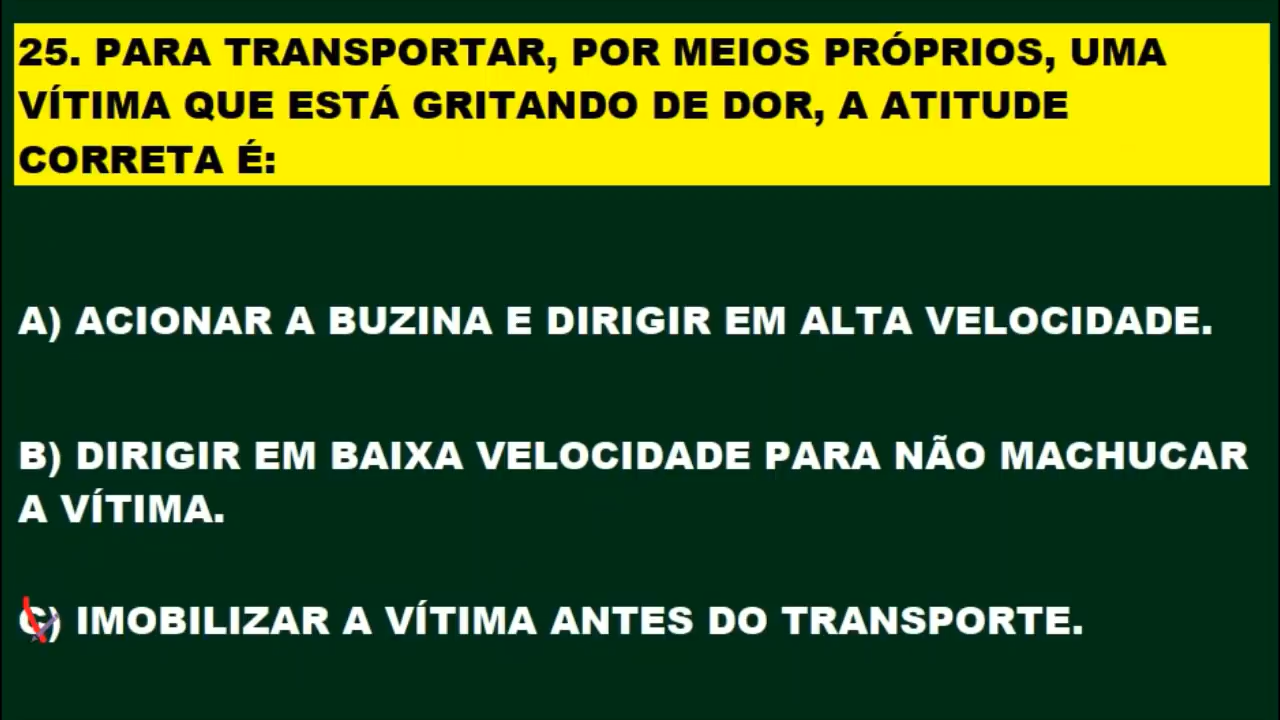 25. PARA TRANSPORTAR, POR MEIOS PRÓPRIOS, UMA
VÍTIMA QUE ESTÁ GRITANDO DE DOR, A ATITUDE
CORRETA É:
A) ACIONAR A BUZINA E DIRIGIR EM ALTA VELOCIDADE.
B) DIRIGIR EM BAIXA VELOCIDADE PARA NÃO MACHUCAR
A VÍTIMA.
C) IMOBILIZAR A VÍTIMA ANTES DO TRANSPORTE.